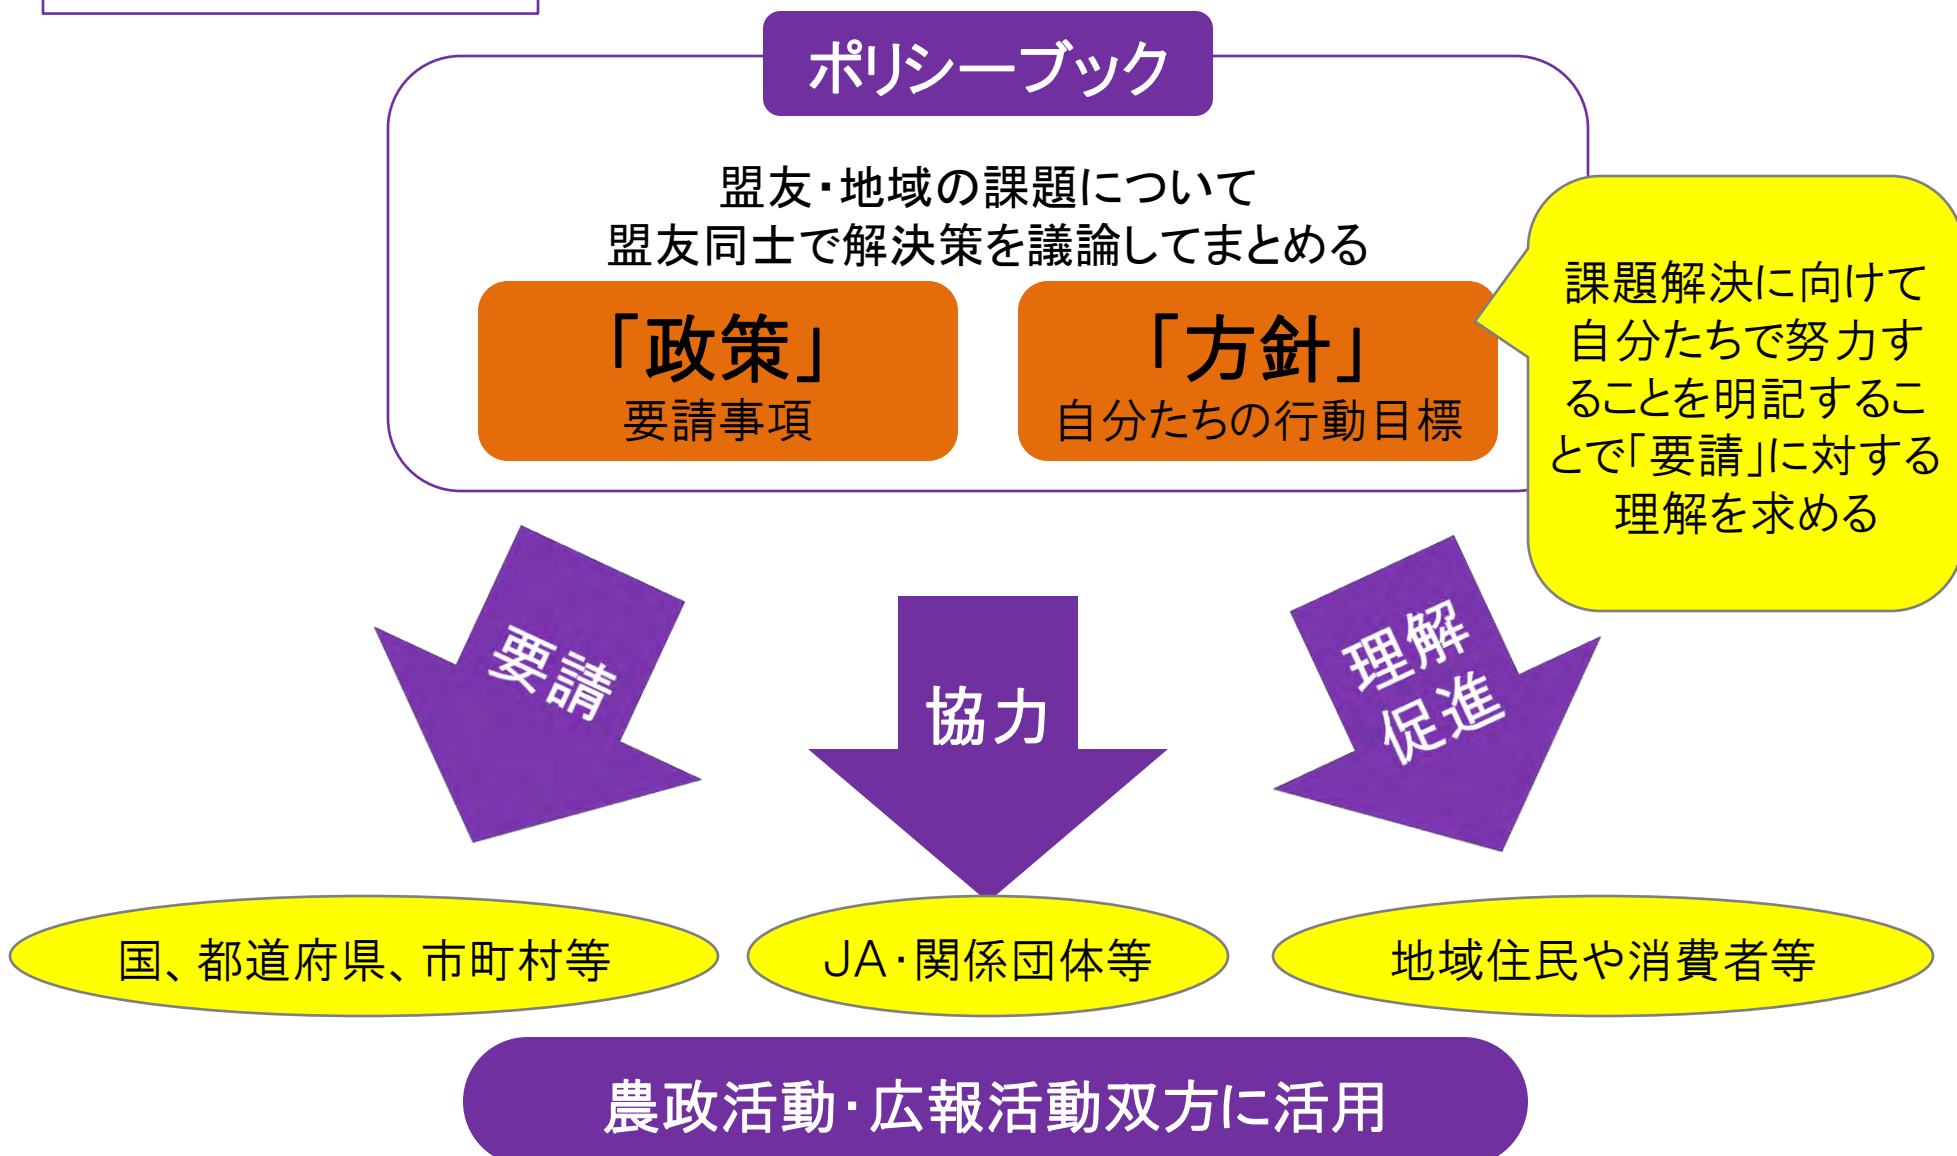 ポリシーブック
盟友・地域の課題について
盟友同士で解決策を議論してまとめる
「政策」
要請事項
「方針」
自分たちの行動目標
課題解決に向けて
自分たちで努力す
ることを明記するこ
とで「要請」に対する
理解を求める
要請
協力
理解
促進
国、都道府県、市町村等
JA・関係団体等
地域住民や消費者等
農政活動・広報活動双方に活用